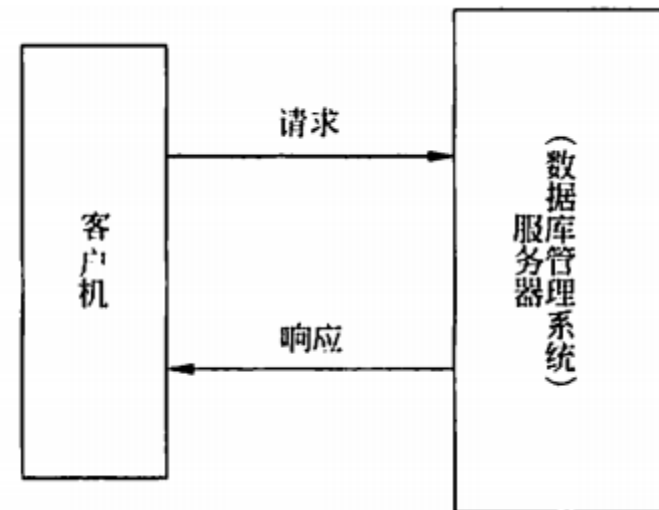 请求
客户机
响应
服务器
（数据库管理系统）